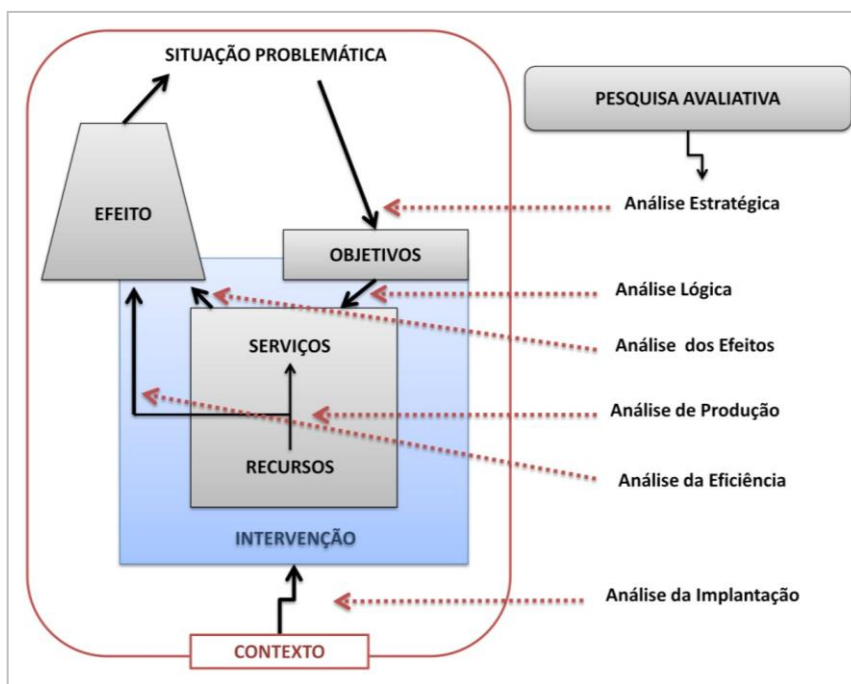 SITUAÇÃO PROBLEMÁTICA
PESQUISA AVALIATIVA
EFEITO
Análise Estratégica
OBJETIVOS
Análise Lógica
SERVIÇOS
Análise dos Efeitos
Análise de Produção
RECURSOS
Análise da Eficiência
INTERVENÇÃO
Análise da Implantação
CONTEXTO